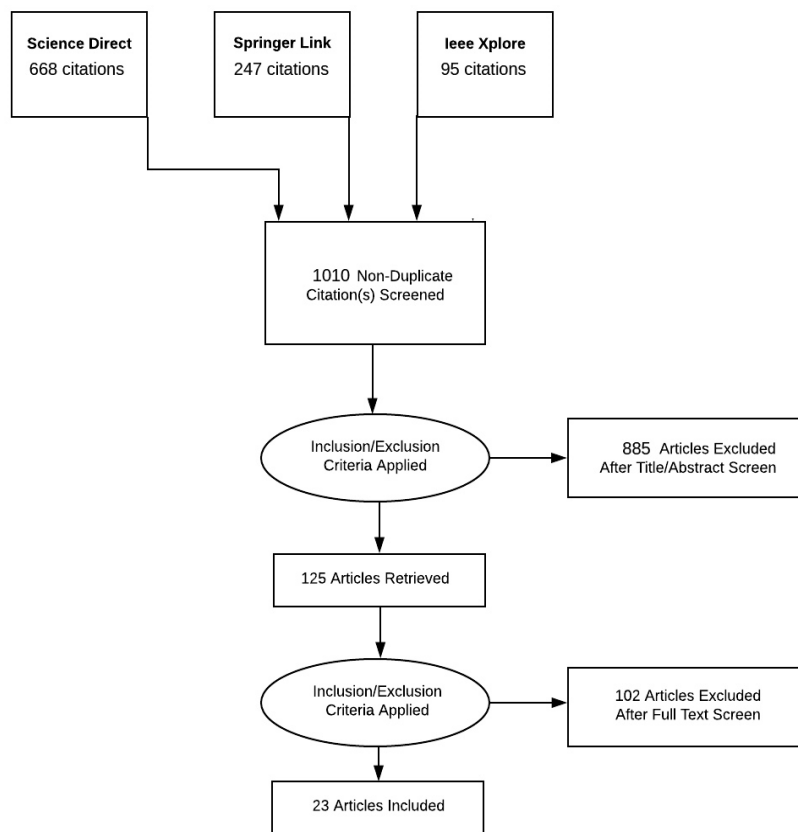 Science Direct
668 citations
Springer Link
247 citations
Ieee Xplore
95 citations
1010 Non-Duplicate
Citation(s) Screened
Inclusion/Exclusion
Criteria Applied
885 Articles Excluded
After Title/Abstract Screen
125 Articles Retrieved
Inclusion/Exclusion
Criteria Applied
102 Articles Excluded
After Full Text Screen
23 Articles Included